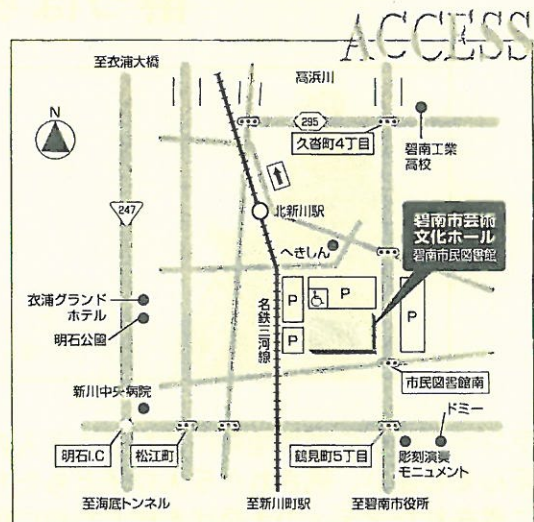 ACCESS
至衣浦大橋
高浜川
N
295
久沓町4丁目
碧南工業
高校
247
北新川駅
碧南市芸術
文化ホール
碧南市民図書館
へきしん
P
P
P
P
衣浦グランド
ホテル
明石公園
名鉄三河線
市民図書館南
新川中央病院
ドミー
明石I.C
松江町
鶴見町5丁目
彫刻演奏
モニュメント
至海底トンネル
至新川町駅
至碧南市役所